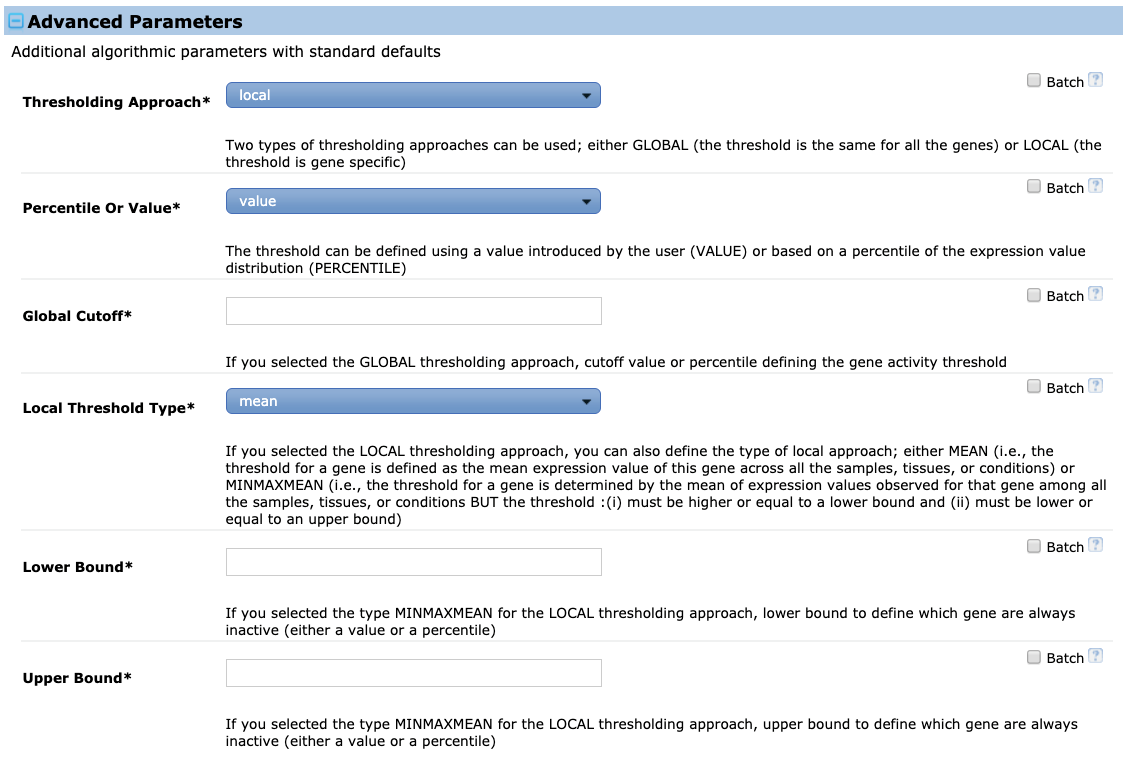 Advanced Parameters
Additional algorithmic parameters with standard defaults
Batch ?
Thresholding Approach* local
Two types of thresholding approaches can be used; either GLOBAL (the threshold is the same for all the genes) or LOCAL (the
threshold is gene specific)
Batch ?
Percentile Or Value* value
The threshold can be defined using a value introduced by the user (VALUE) or based on a percentile of the expression value
distribution (PERCENTILE)
Batch ?
Global Cutoff*
If you selected the GLOBAL thresholding approach, cutoff value or percentile defining the gene activity threshold
Batch ?
Local Threshold Type* mean
If you selected the LOCAL thresholding approach, you can also define the type of local approach; either MEAN (i.e., the
threshold for a gene is defined as the mean expression value of this gene across all the samples, tissues, or conditions) or
MINMAXMEAN (i.e., the threshold for a gene is determined by the mean of expression values observed for that gene among all
the samples, tissues, or conditions BUT the threshold :(i) must be higher or equal to a lower bound and (ii) must be lower or
equal to an upper bound)
Batch ?
Lower Bound*
If you selected the type MINMAXMEAN for the LOCAL thresholding approach, lower bound to define which gene are always
inactive (either a value or a percentile)
Batch ?
Upper Bound*
If you selected the type MINMAXMEAN for the LOCAL thresholding approach, upper bound to define which gene are always
inactive (either a value or a percentile)